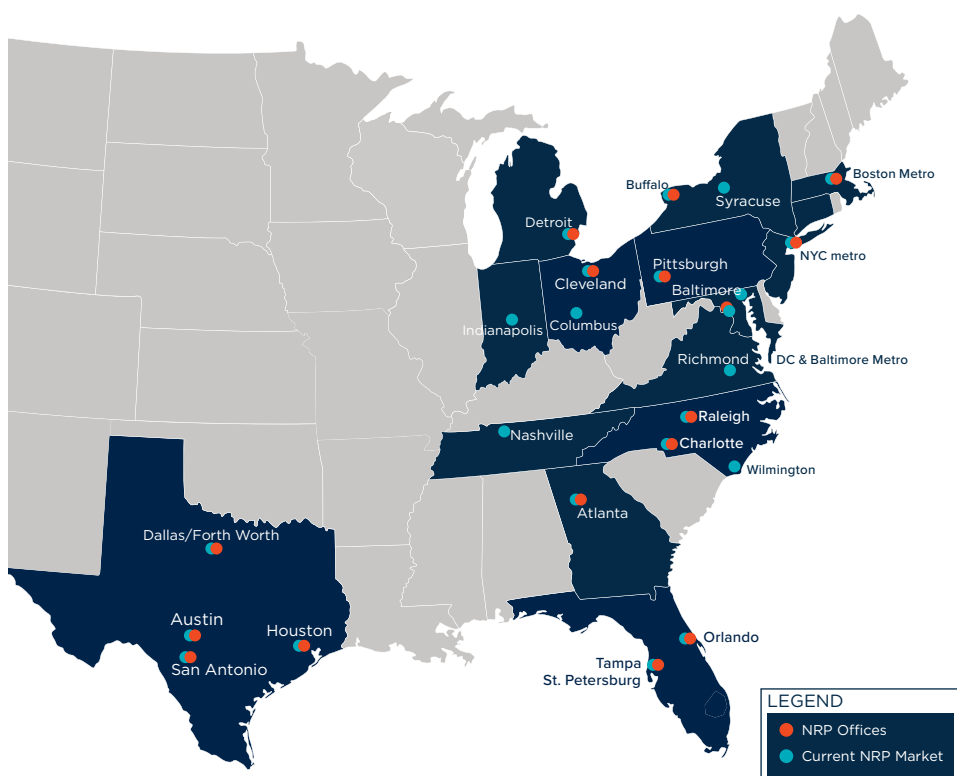 Boston Metro
Buffalo
Syracuse
Detroit
NYC metro
Pittsburgh
Cleveland
Baltimore
Columbus
Indianapolis
Richmond
DC & Baltimore Metro
Raleigh
Nashville
Charlotte
Wilmington
Atlanta
Dallas/Forth Worth
Austin
Houston
San Antonio
Orlando
Tampa
St. Petersburg
LEGEND
NRP Offices
Current NRP Market